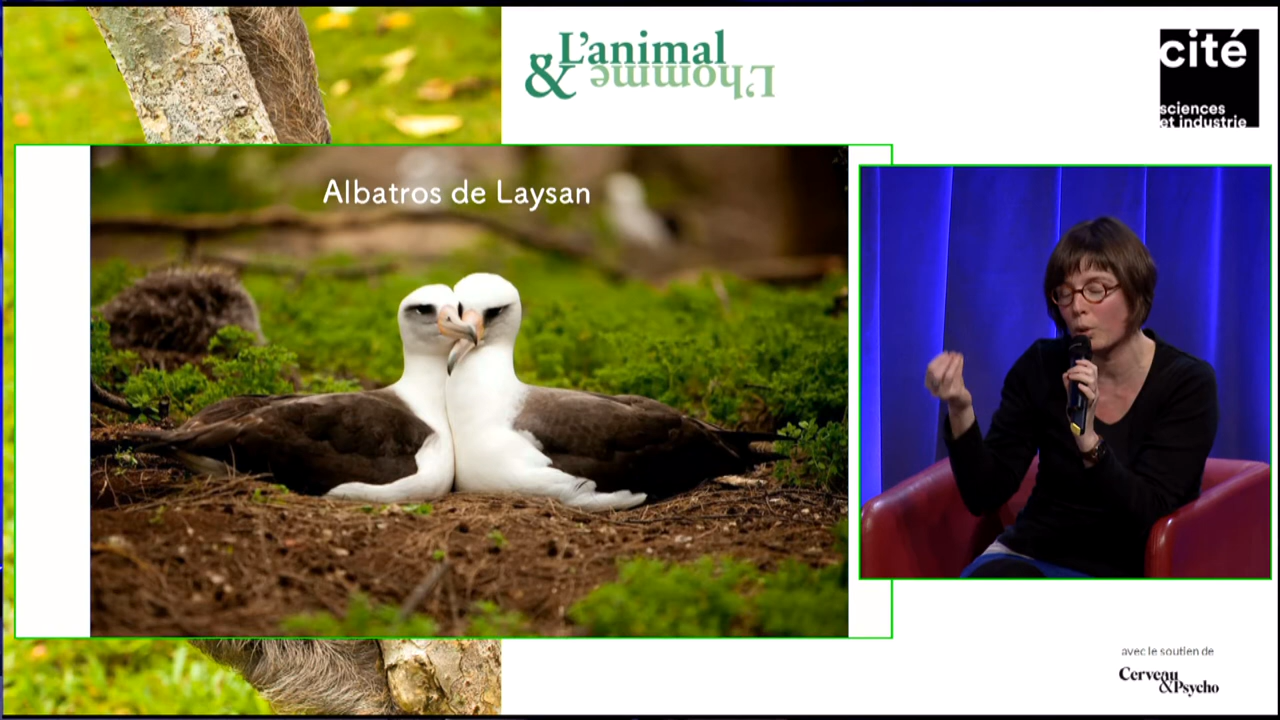 L'animal
& L'homme
cité
sciences
et industrie
Albatros de Laysan
avec le soutien de
Cerveau
&Psycho